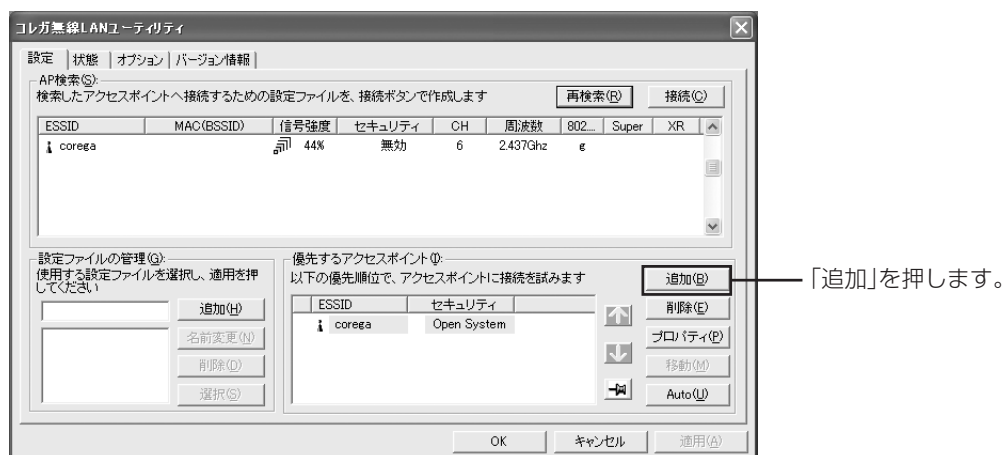 コレガ無線LANユーティリティ
設定 状態 オプション バージョン情報
AP検索(S):
検索したアクセスポイントへ接続するための設定ファイルを、接続ボタンで作成します 再検索(R) 接続(C)
ESSID MAC(BSSID) 信号強度 セキュリティ CH 周波数 802... Super XR
corega 44% 無効 6 2.437Ghz g
設定ファイルの管理(G):
使用する設定ファイルを選択し、適用を押
してください
追加(H)
名前変更(N)
削除(D)
選択(S)
優先するアクセスポイント(I):
以下の優先順位で、アクセスポイントに接続を試みます
ESSID セキュリティ
corega Open System
追加(B)
削除(E)
プロパティ(P)
移動(M)
Auto(U)
「追加」を押します。
OK キャンセル 適用(A)